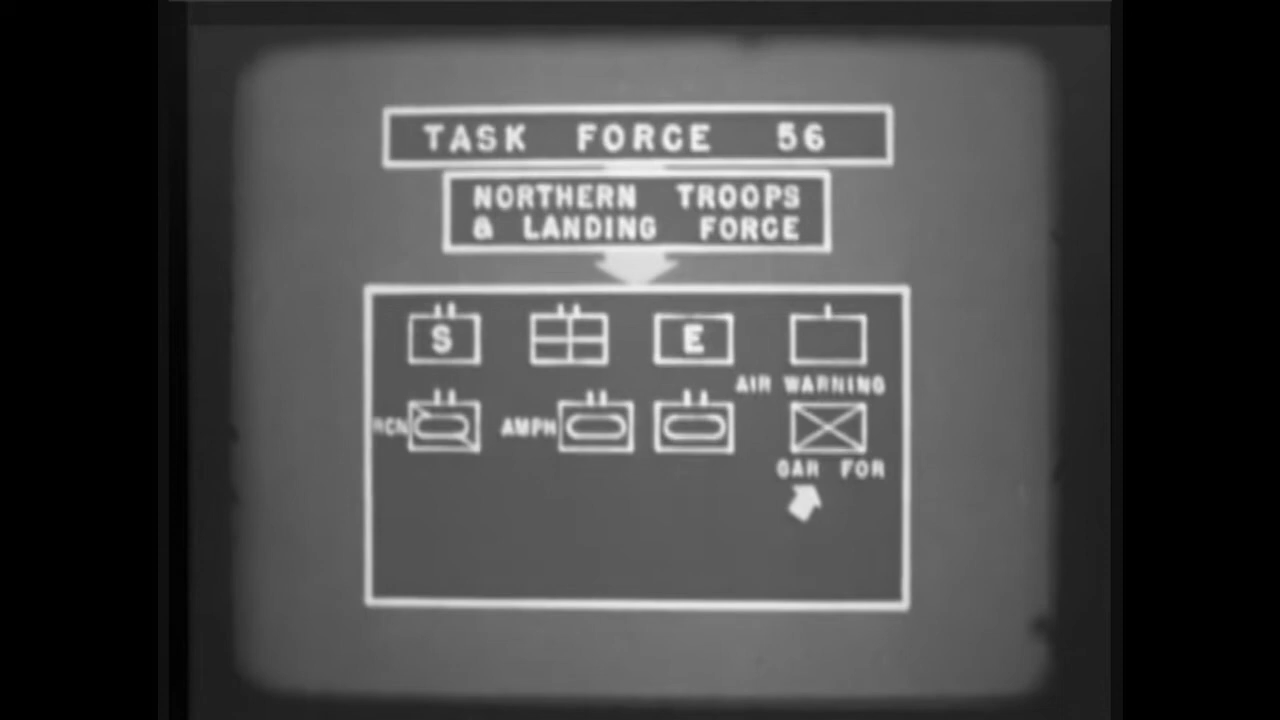 TASK FORCE 56
NORTHERN TROOPS
& LANDING FORCE
S
E
AIR WARNING
RCN
AMPH
GAR FOR